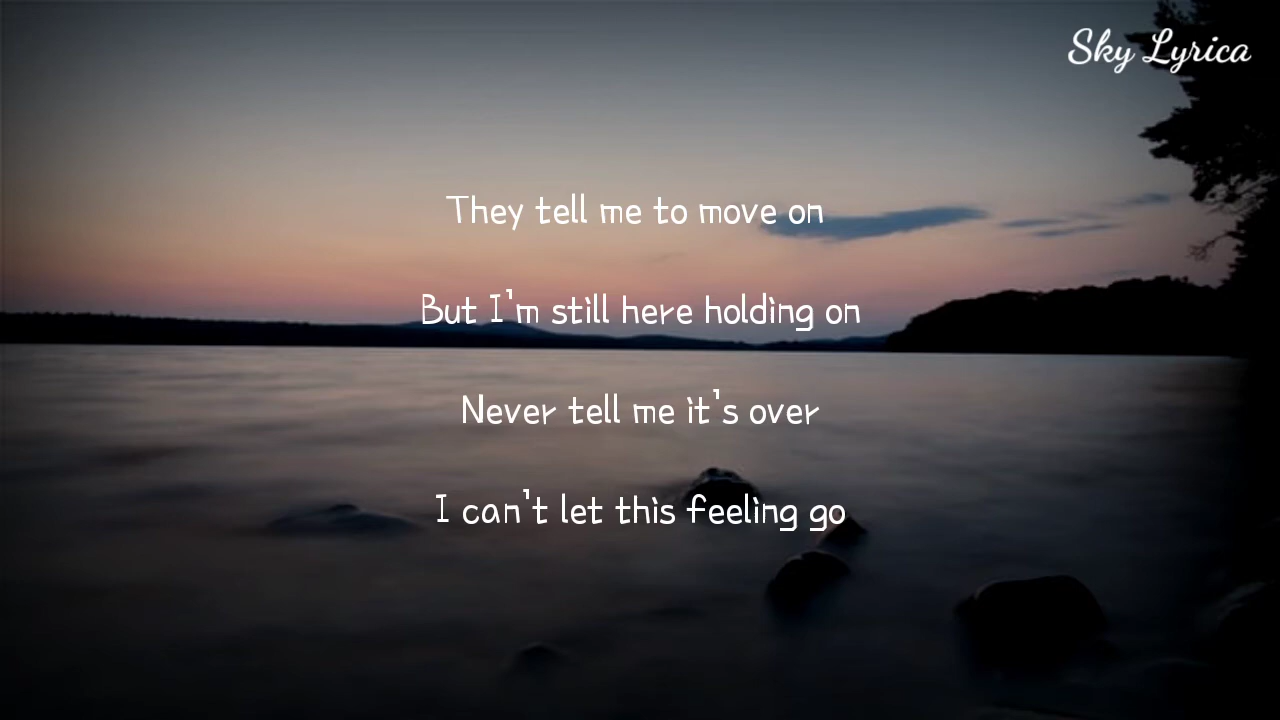 Sky Lyrica
They tell me to move on
But I'm still here holding on
Never tell me it's over
I can't let this feeling go